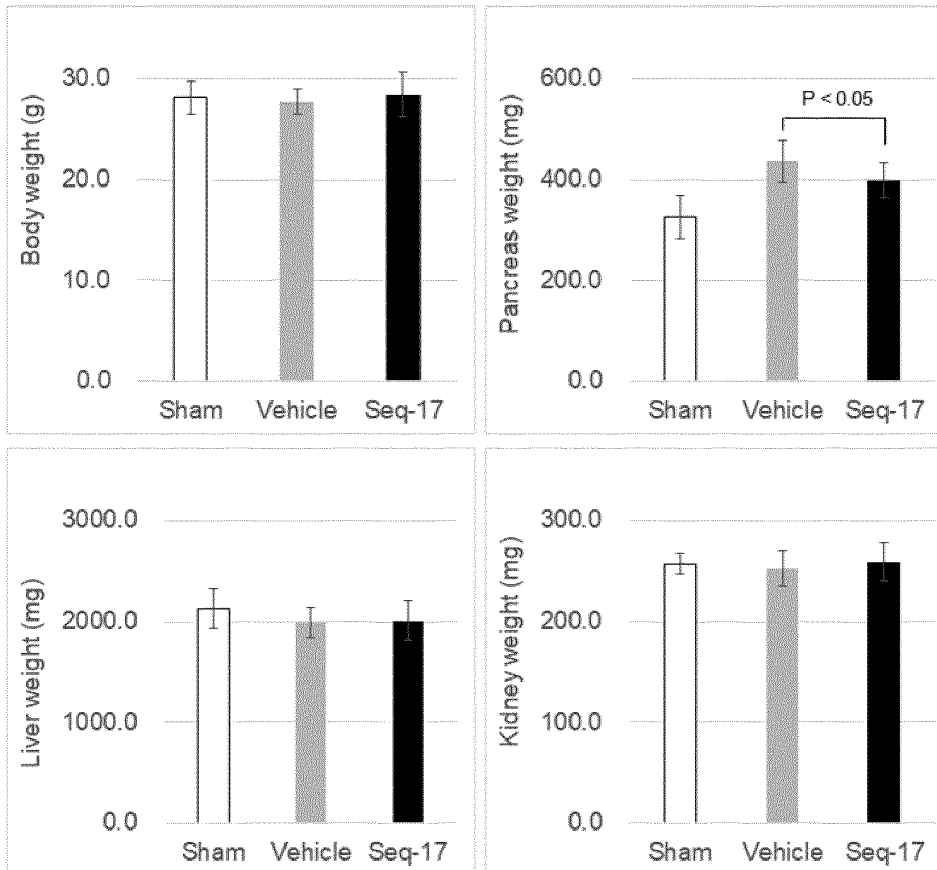 Body weight (g)
30.0
20.0
10.0
0.0
Sham Vehicle Seq-17
Pancreas weight (mg)
600.0
400.0
200.0
0.0
P < 0.05
Sham Vehicle Seq-17
Liver weight (mg)
3000.0
2000.0
1000.0
0.0
Sham Vehicle Seq-17
Kidney weight (mg)
300.0
200.0
100.0
0.0
Sham Vehicle Seq-17